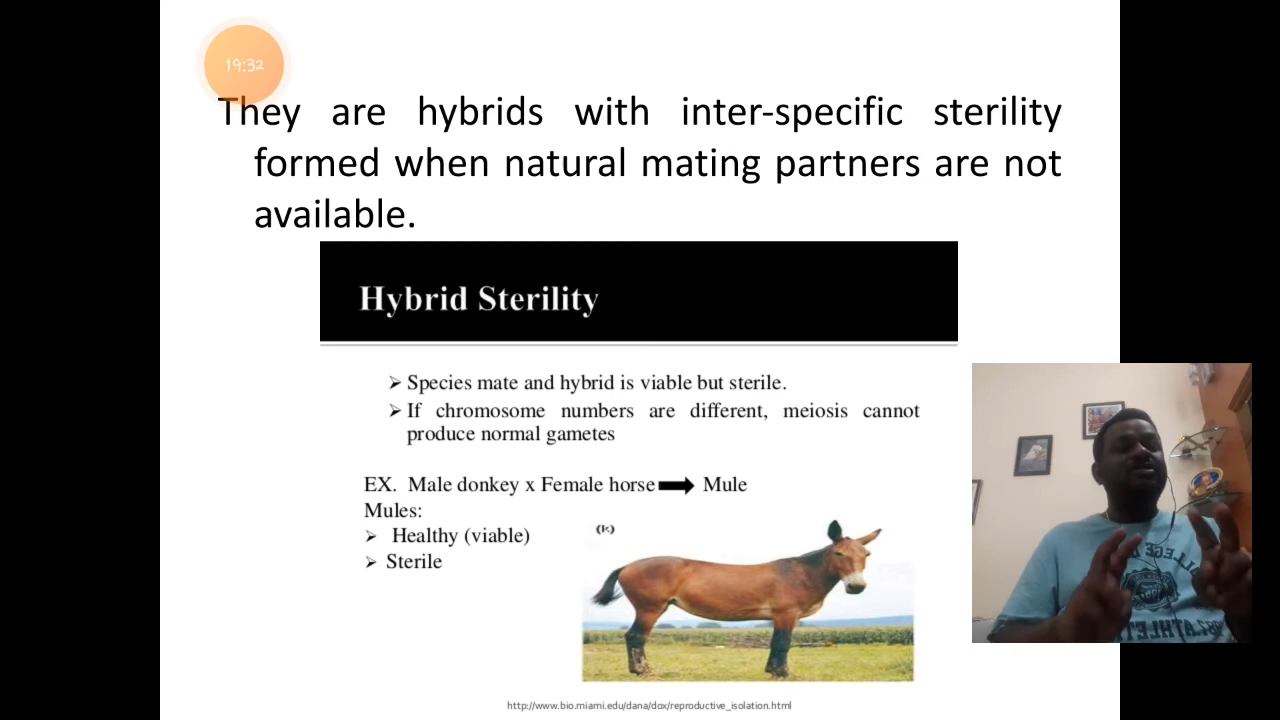 19:32
They are hybrids with inter-specific sterility
formed when natural mating partners are not
available.
Hybrid Sterility
➢ Species mate and hybrid is viable but sterile.
➢ If chromosome numbers are different, meiosis cannot
produce normal gametes
EX. Male donkey x Female horse ➡ Mule
Mules:
➢ Healthy (viable)
➢ Sterile
http://www.bio.miami.edu/dana/dox/reproductive_isolation.html